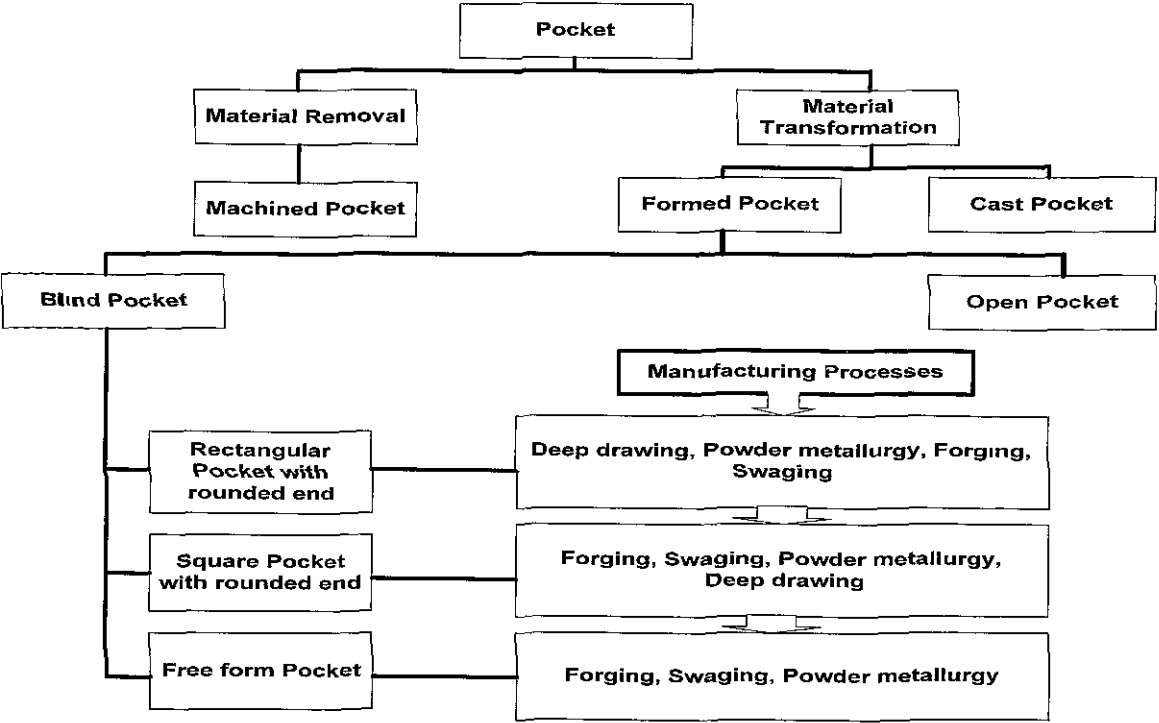 Pocket
Material Removal
Material
Transformation
Machined Pocket
Formed Pocket
Cast Pocket
Blind Pocket
Open Pocket
Manufacturing Processes
Rectangular
Pocket with
rounded end
Deep drawing, Powder metallurgy, Forging,
Swaging
Square Pocket
with rounded end
Forging, Swaging, Powder metallurgy,
Deep drawing
Free form Pocket
Forging, Swaging, Powder metallurgy